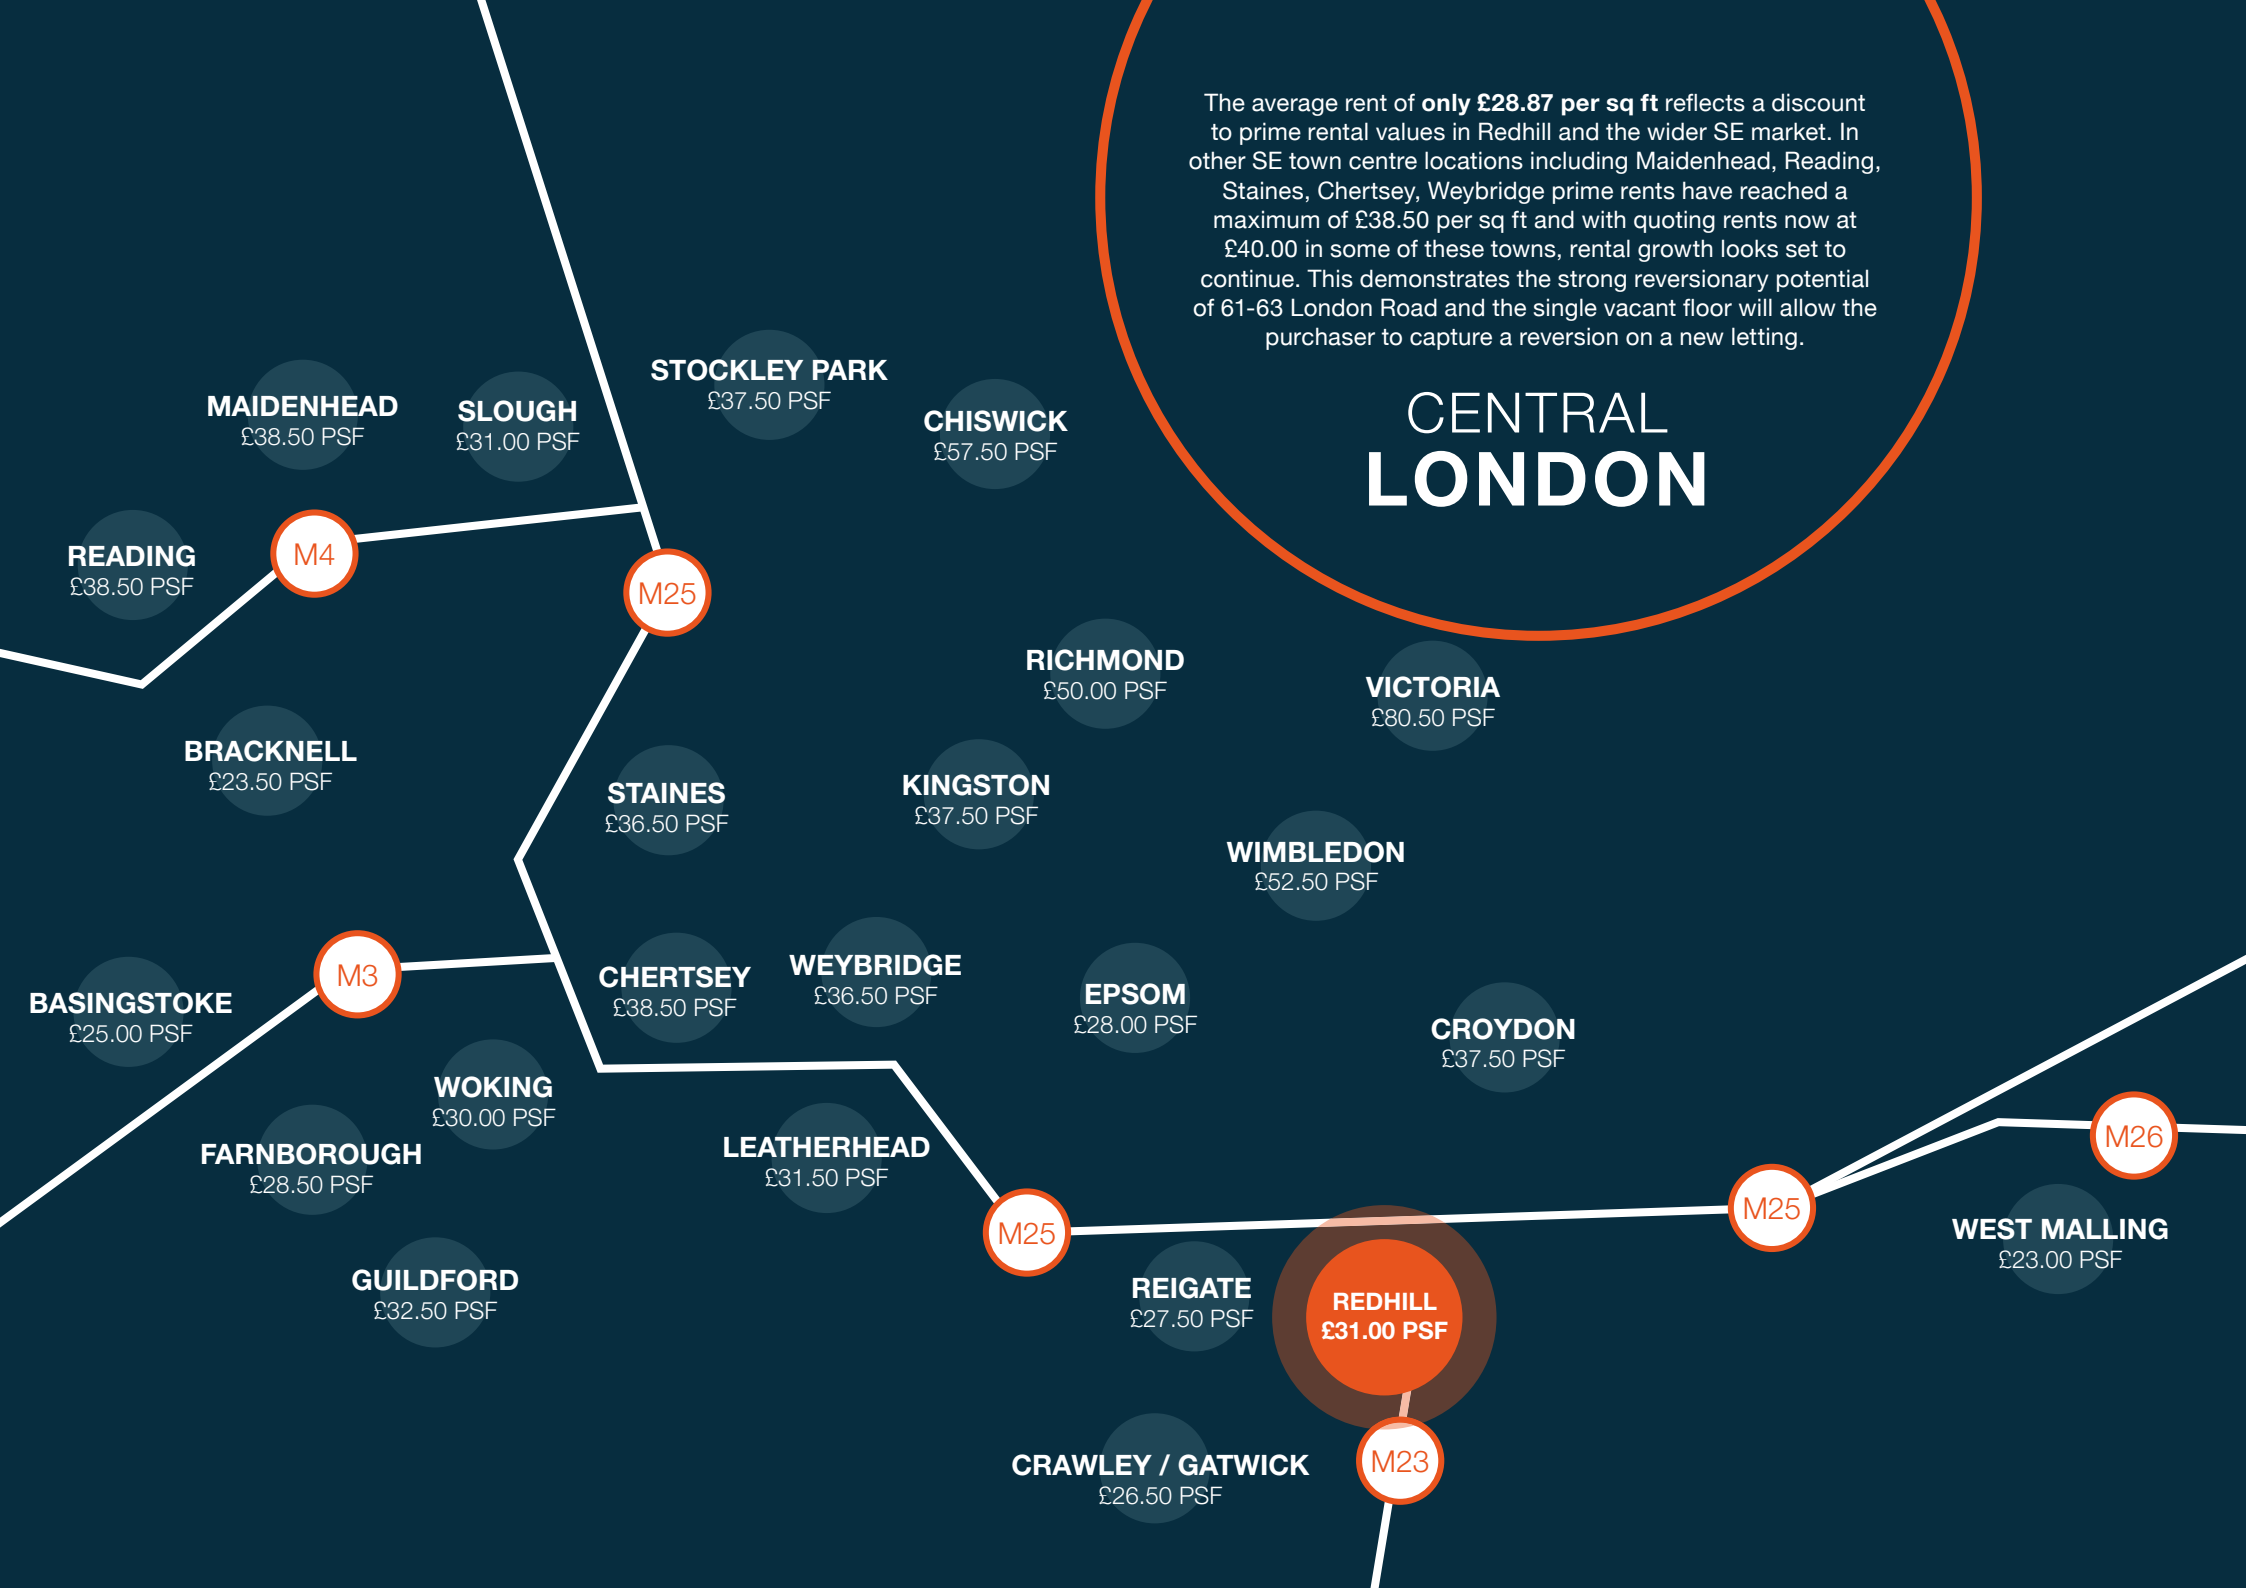 The average rent of only £28.87 per sq ft reflects a discount
to prime rental values in Redhill and the wider SE market. In
other SE town centre locations including Maidenhead, Reading,
Staines, Chertsey, Weybridge prime rents have reached a
maximum of £38.50 per sq ft and with quoting rents now at
£40.00 in some of these towns, rental growth looks set to
continue. This demonstrates the strong reversionary potential
of 61-63 London Road and the single vacant floor will allow the
purchaser to capture a reversion on a new letting.
CENTRAL
LONDON
STOCKLEY PARK
£37.50 PSF
MAIDENHEAD
£38.50 PSF
SLOUGH
£31.00 PSF
CHISWICK
£57.50 PSF
READING
£38.50 PSF
M4
M25
RICHMOND
£50.00 PSF
VICTORIA
£80.50 PSF
BRACKNELL
£23.50 PSF
STAINES
£36.50 PSF
KINGSTON
£37.50 PSF
WIMBLEDON
£52.50 PSF
M3
BASINGSTOKE
£25.00 PSF
CHERTSEY
£38.50 PSF
WEYBRIDGE
£36.50 PSF
EPSOM
£28.00 PSF
CROYDON
£37.50 PSF
WOKING
£30.00 PSF
FARNBOROUGH
£28.50 PSF
LEATHERHEAD
£31.50 PSF
M26
M25
M25
WEST MALLING
£23.00 PSF
GUILDFORD
£32.50 PSF
REIGATE
£27.50 PSF
REDHILL
£31.00 PSF
CRAWLEY / GATWICK
£26.50 PSF
M23